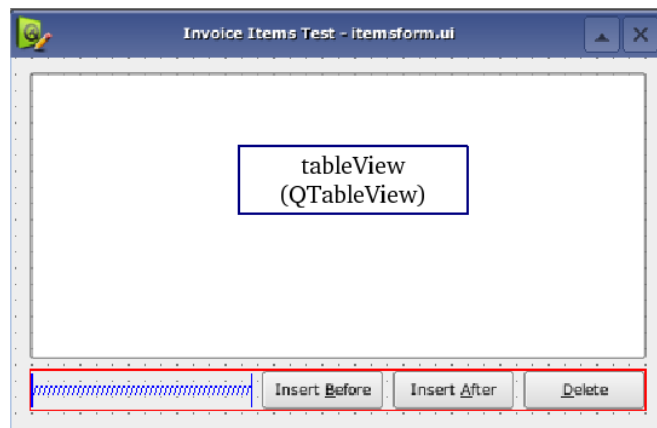 Invoice Items Test - itemsform.ui
tableView
(QTableView)
Insert Before Insert After Delete